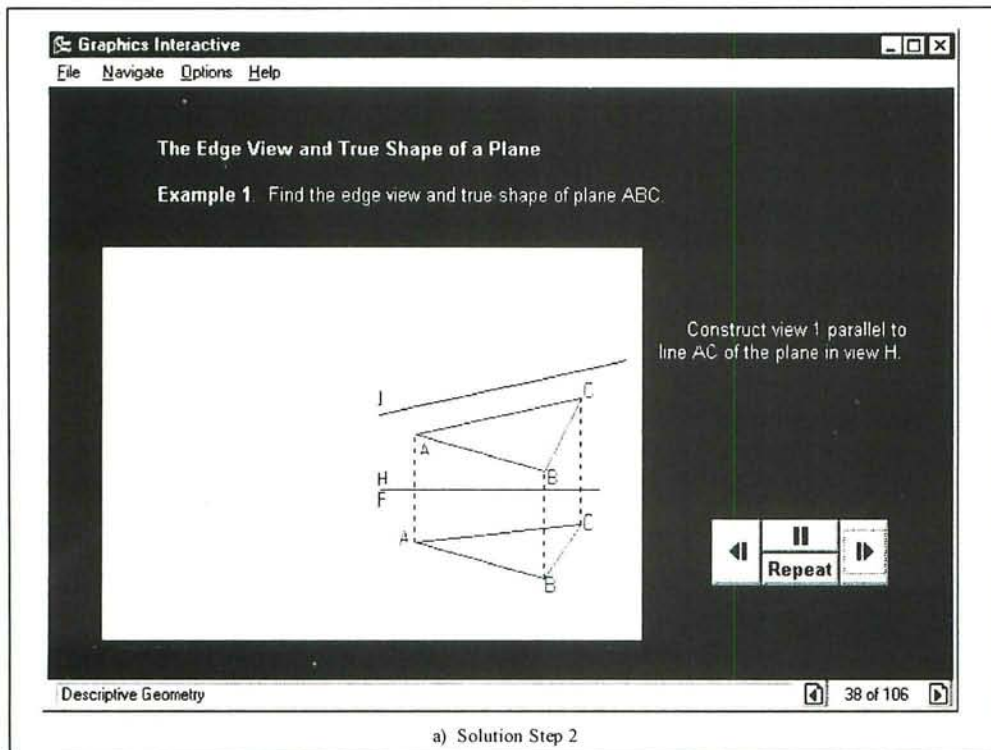 Graphics Interactive
File Navigate Options Help
The Edge View and True Shape of a Plane
Example 1. Find the edge view and true shape of plane ABC.
Construct view 1 parallel to
line AC of the plane in view H.
J
C
A
B
H
F
C
A
B
Repeat
Descriptive Geometry
38 of 106
a) Solution Step 2